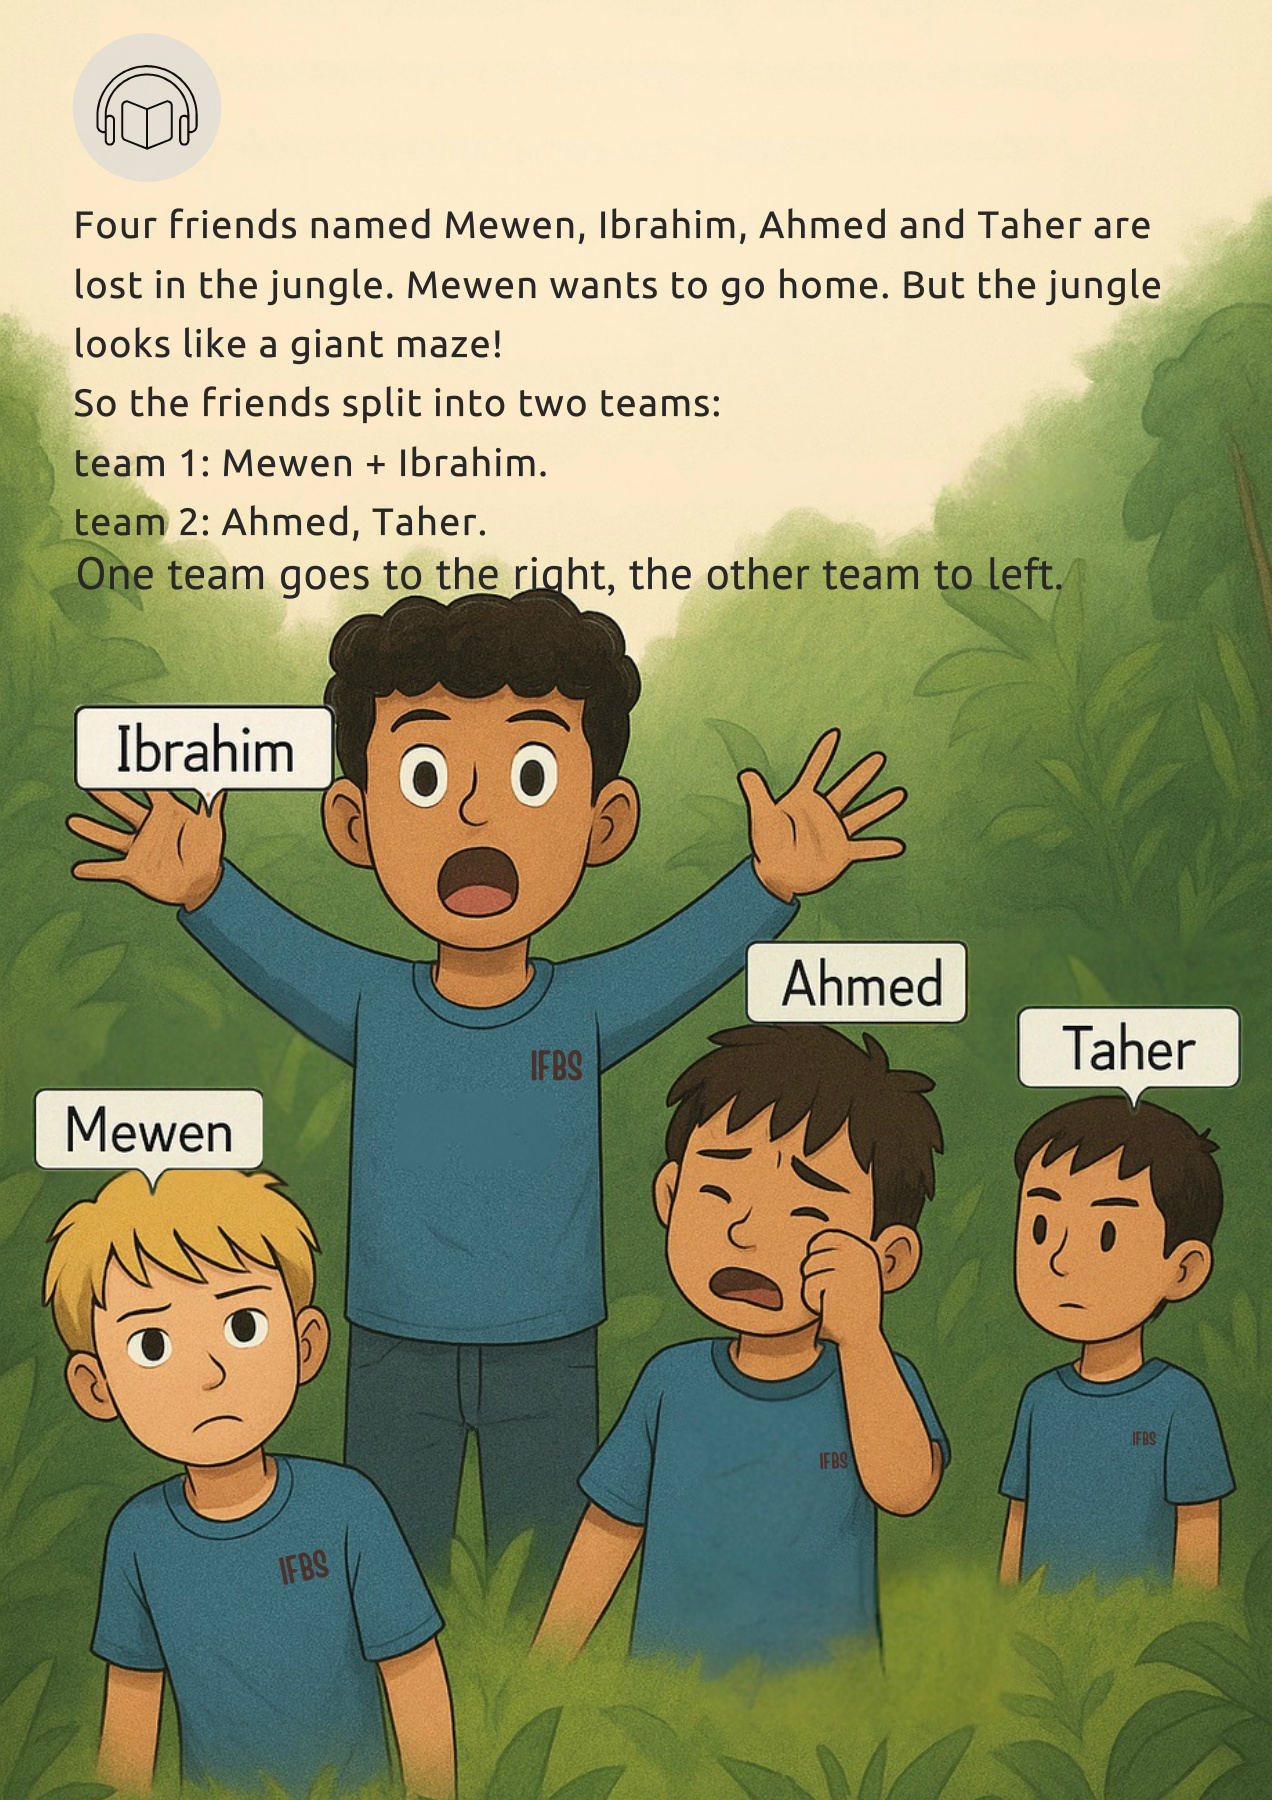 Four friends named Mewen, Ibrahim, Ahmed and Taher are
lost in the jungle. Mewen wants to go home. But the jungle
looks like a giant maze!
So the friends split into two teams:
team 1: Mewen + Ibrahim.
team 2: Ahmed, Taher.
One team goes to the right, the other team to left.
Ibrahim
Ahmed
Taher
IFBS
Mewen
IFBS
IFBS
IFBS